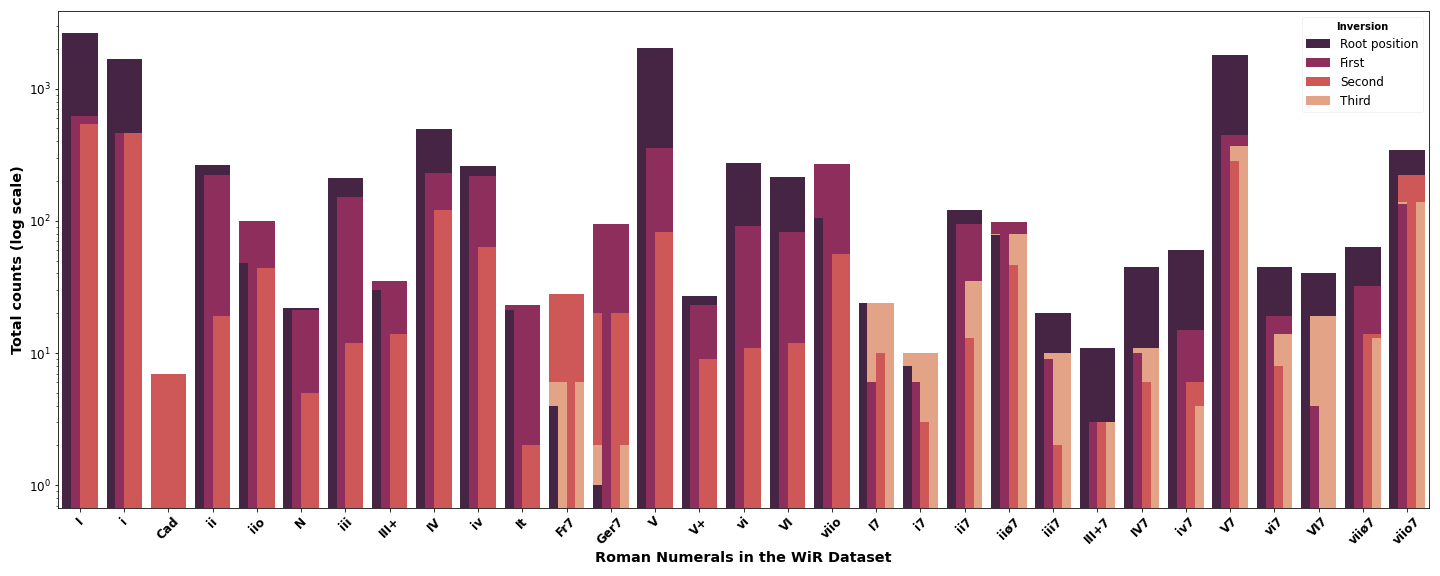 Inversion
Root position
First
Second
Third
Total counts (log scale)
10³
10²
10¹
10⁰
I i Cad ii iio N iii III+ IV iv It Fr7 Ger7 V V+ vi VI viio I7 i7 ii7 iiø7 iii7 III+7 IV7 iv7 V7 vi7 VI7 viiø7 viio7
Roman Numerals in the WiR Dataset